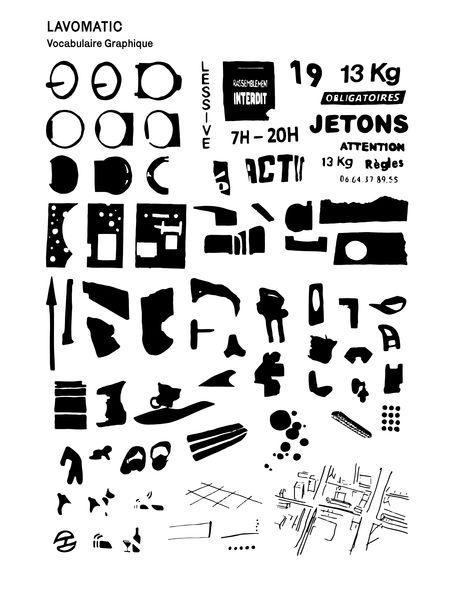 LAVOMATIC
Vocabulaire Graphique
LESSIVE
RASSEMBLEMENT
INTERDIT
7H – 20H
19
13 Kg
OBLIGATOIRES
JETONS
ATTENTION
13 Kg Règles
06.64.37 89.55